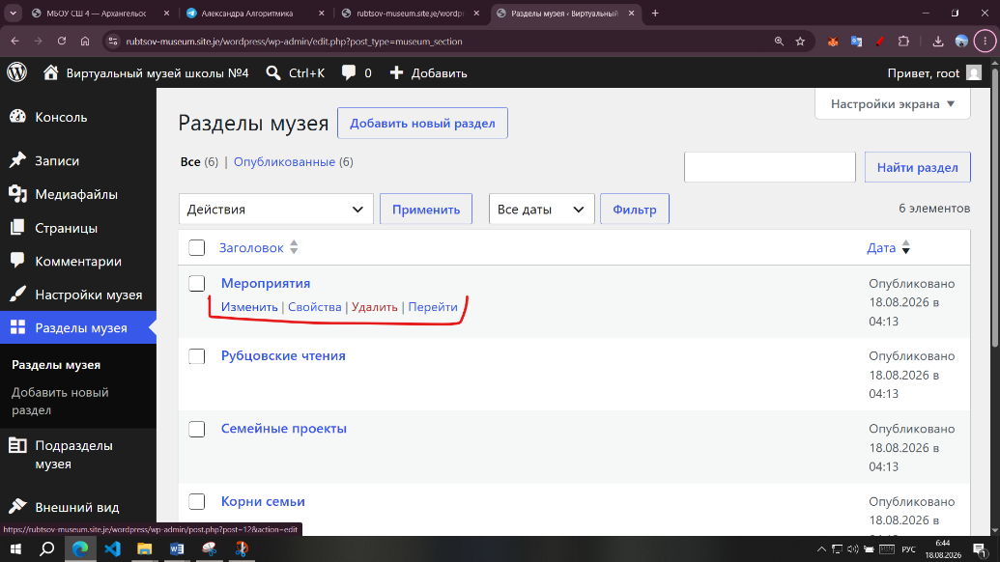 МБОУ СШ 4 — Архангельск
Александра Алгоритмика
rubtsov-museum.site.je/wordpr
Разделы музея ‹ Виртуальный
rubtsov-museum.site.je/wordpress/wp-admin/edit.php?post_type=museum_section
Виртуальный музей школы №4
Ctrl+K
0
Добавить
Привет, root
Консоль
Записи
Медиафайлы
Страницы
Комментарии
Настройки музея
Разделы музея
Разделы музея
Добавить новый
раздел
Подразделы
музея
Внешний вид
Настройки экрана
Разделы музея
Добавить новый раздел
Все (6) | Опубликованные (6)
Найти раздел
Действия
Применить
Все даты
Фильтр
6 элементов
Заголовок
Дата
Мероприятия
Изменить | Свойства | Удалить | Перейти
Опубликовано
18.08.2026 в
04:13
Рубцовские чтения
Опубликовано
18.08.2026 в
04:13
Семейные проекты
Опубликовано
18.08.2026 в
04:13
Корни семьи
Опубликовано
18.08.2026 в
https://rubtsov-museum.site.je/wordpress/wp-admin/post.php?post=12&action=edit
РУС
6:44
18.08.2026
1